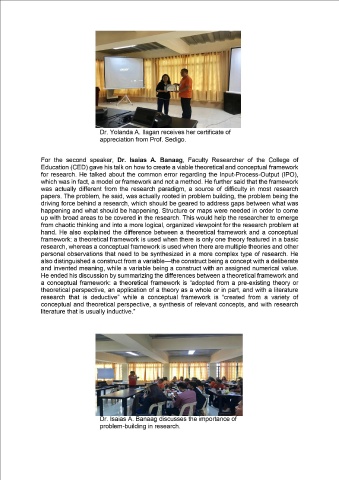 Dr. Yolanda A. Ilagan receives her certificate of
appreciation from Prof. Sedigo.
For the second speaker, Dr. Isaias A. Banaag, Faculty Researcher of the College of
Education (CED) gave his talk on how to create a viable theoretical and conceptual framework
for research. He talked about the common error regarding the Input-Process-Output (IPO),
which was in fact, a model or framework and not a method. He further said that the framework
was actually different from the research paradigm, a source of difficulty in most research
papers. The problem, he said, was actually rooted in problem building, the problem being the
driving force behind a research, which should be geared to address gaps between what was
happening and what should be happening. Structure or maps were needed in order to come
up with broad areas to be covered in the research. This would help the researcher to emerge
from chaotic thinking and into a more logical, organized viewpoint for the research problem at
hand. He also explained the difference between a theoretical framework and a conceptual
framework: a theoretical framework is used when there is only one theory featured in a basic
research, whereas a conceptual framework is used when there are multiple theories and other
personal observations that need to be synthesized in a more complex type of research. He
also distinguished a construct from a variable—the construct being a concept with a deliberate
and invented meaning, while a variable being a construct with an assigned numerical value.
He ended his discussion by summarizing the differences between a theoretical framework and
a conceptual framework: a theoretical framework is “adopted from a pre-existing theory or
theoretical perspective, an application of a theory as a whole or in part, and with a literature
research that is deductive” while a conceptual framework is “created from a variety of
conceptual and theoretical perspective, a synthesis of relevant concepts, and with research
literature that is usually inductive.”
Dr. Isaias A. Banaag discusses the importance of
problem-building in research.